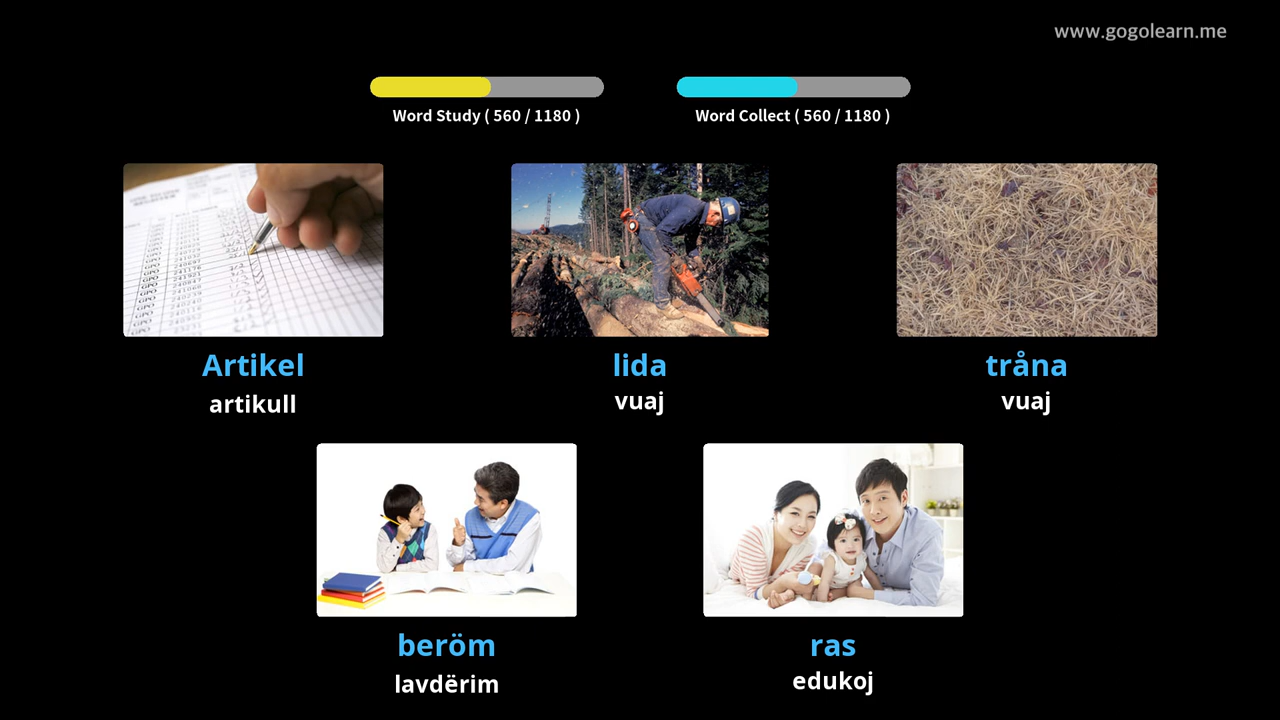 www.gogolearn.me
Word Study ( 560 / 1180 )
Word Collect ( 560 / 1180 )
Artikel
artikull
lida
vuaj
tråna
vuaj
beröm
lavdërim
ras
edukoj